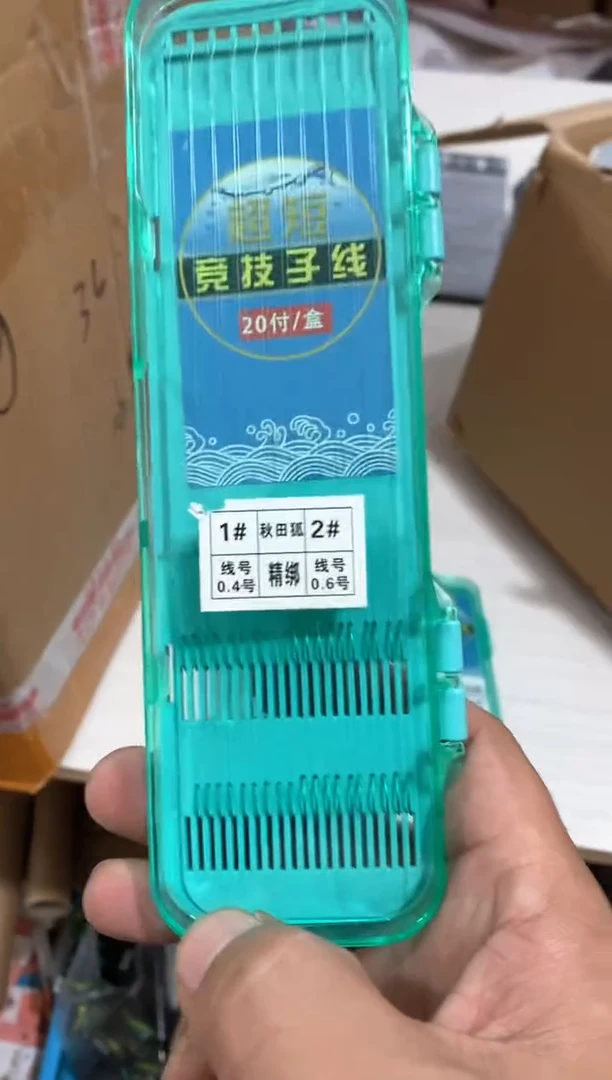 超短
竞技子线
20付/盒
1# 秋田狐 2#
线号 精绑 线号
0.4号 0.6号
36